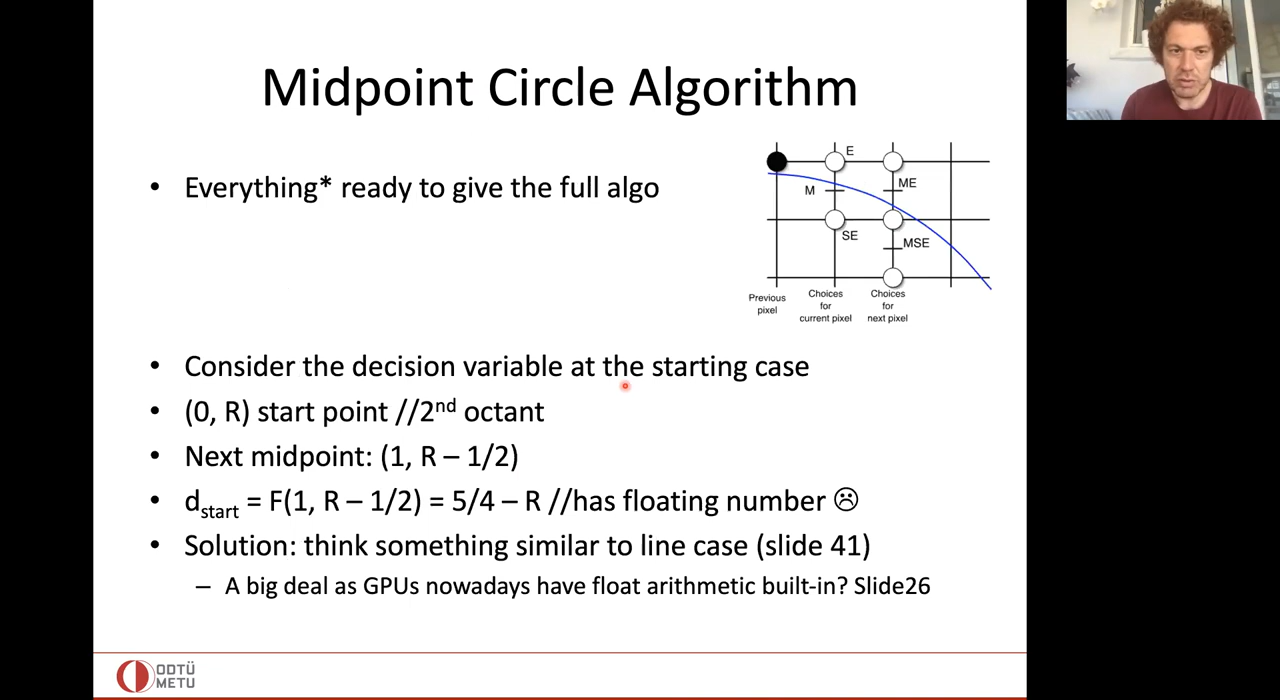 Midpoint Circle Algorithm
• Everything* ready to give the full algo
E
M
ME
SE
MSE
Previous
pixel
Choices
for
current pixel
Choices
for
next pixel
• Consider the decision variable at the starting case
• (0, R) start point //2nd octant
• Next midpoint: (1, R – 1/2)
• dstart = F(1, R – 1/2) = 5/4 – R //has floating number ☹
• Solution: think something similar to line case (slide 41)
– A big deal as GPUs nowadays have float arithmetic built-in? Slide26
ODTÜ
METU